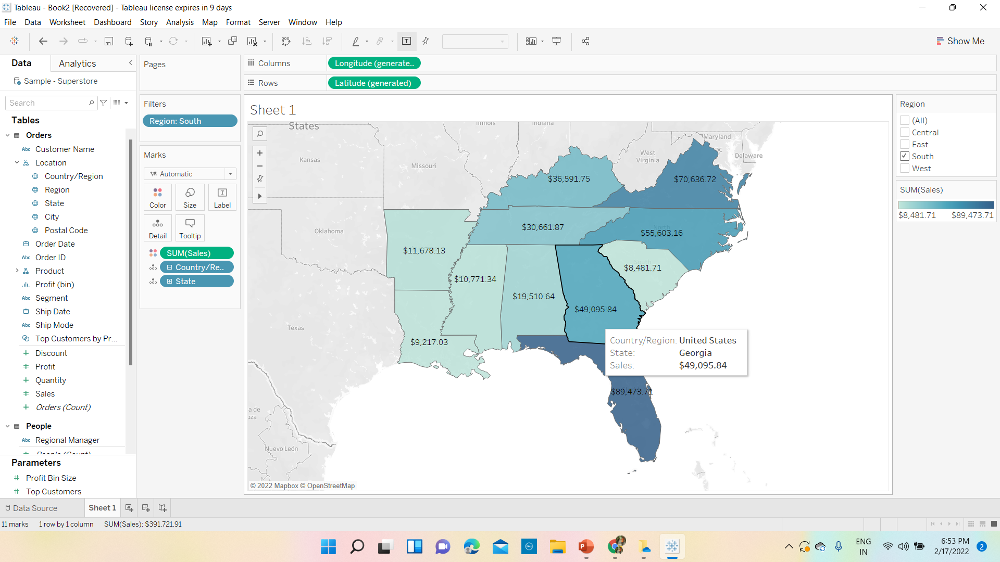 Tableau - Book2 [Recovered] - Tableau license expires in 9 days
File Data Worksheet Dashboard Story Analysis Map Format Server Window Help
Show Me
Data Analytics
Sample - Superstore
Search
Tables
Orders
Abc Customer Name
Location
Country/Region
Region
State
City
Postal Code
Order Date
Abc Order ID
Product
Profit (bin)
Abc Segment
Ship Date
Abc Ship Mode
Top Customers by Pr...
# Discount
# Profit
# Quantity
# Sales
# Orders (Count)
People
Abc Regional Manager
# People (Count)
Parameters
# Profit Bin Size
# Top Customers
Pages
Filters
Region: South
Marks
Automatic
Color Size Label
Detail Tooltip
SUM(Sales)
Country/Re..
State
Columns Longitude (generate..
Rows Latitude (generated)
Sheet 1
States
Illinois Indiana
Maryland
DC
Delaware
West
Virginia
Kansas
Missouri
Oklahoma
Texas
a de
oza
Nuevo León
North
South
$36,591.75
$70,636.72
$30,661.87
$55,603.16
$11,678.13
$8,481.71
$10,771.34
$19,510.64
$49,095.84
$9,217.03
$89,473.71
Country/Region: United States
State: Georgia
Sales: $49,095.84
© 2022 Mapbox © OpenStreetMap
Region
(All)
Central
East
South
West
SUM(Sales)
$8,481.71 $89,473.71
Data Source Sheet 1
11 marks 1 row by 1 column SUM(Sales): $391,721.91
DELL
P
ENG
IN
6:53 PM
2/17/2022
2